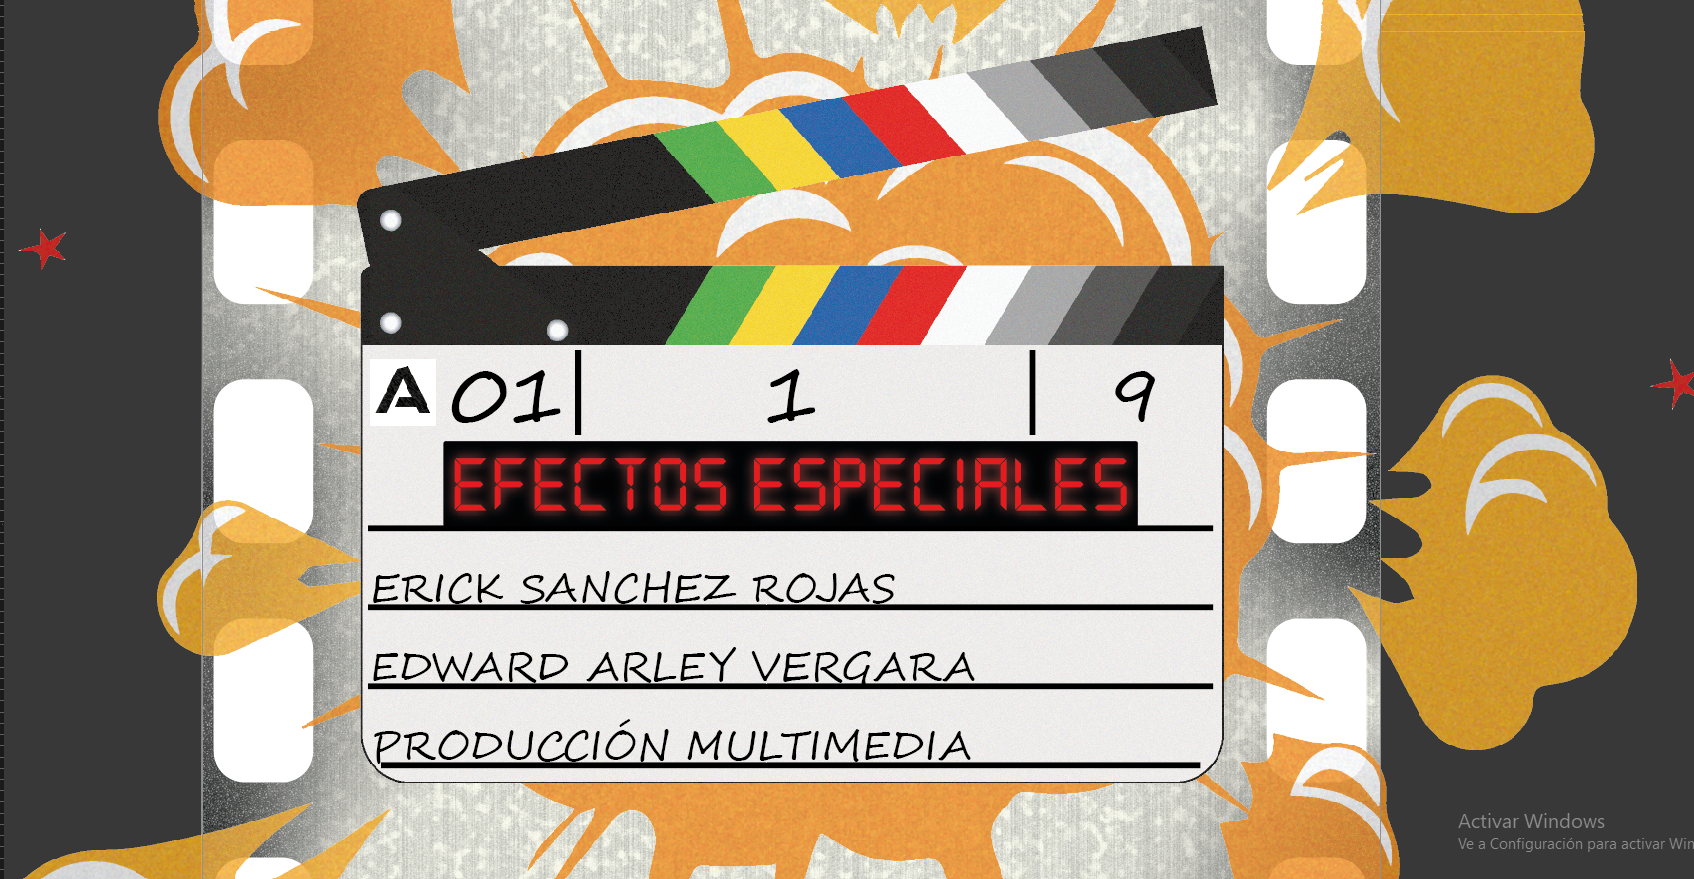 A 01 1 9
EFECTOS ESPECIALES
ERICK SANCHEZ ROJAS
EDWARD ARLEY VERGARA
PRODUCCIÓN MULTIMEDIA
Activar Windows
Ve a Configuración para activar Win